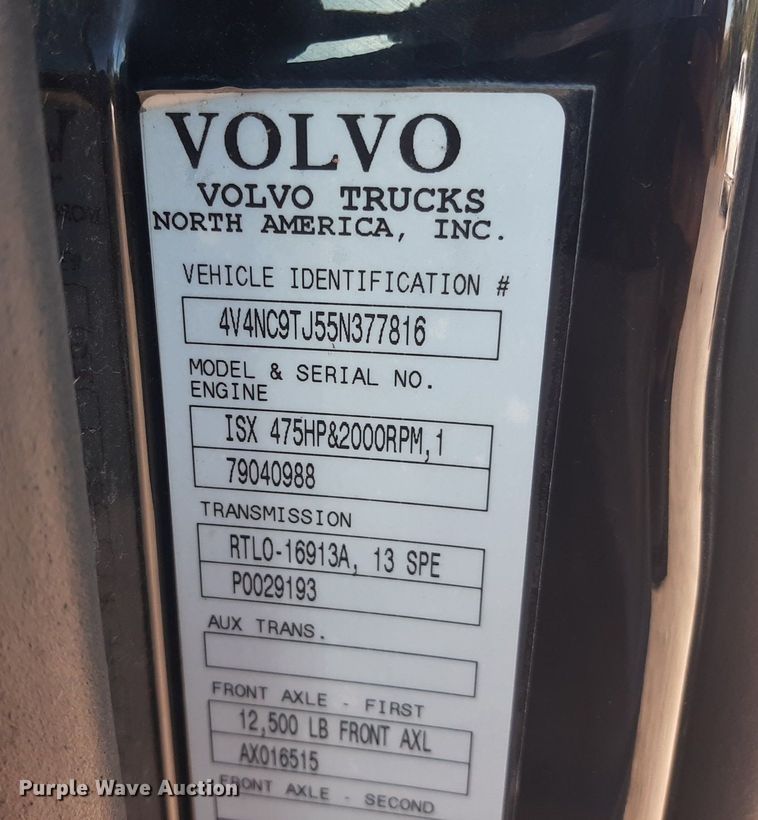 VOLVO
VOLVO TRUCKS
NORTH AMERICA, INC.
VEHICLE IDENTIFICATION #
4V4NC9TJ55N377816
MODEL & SERIAL NO.
ENGINE
ISX 475HP&2000RPM,1
79040988
TRANSMISSION
RTLO-16913A, 13 SPE
P0029193
AUX TRANS.
FRONT AXLE - FIRST
12,500 LB FRONT AXL
AX016515
FRONT AXLE - SECOND
Purple Wave Auction